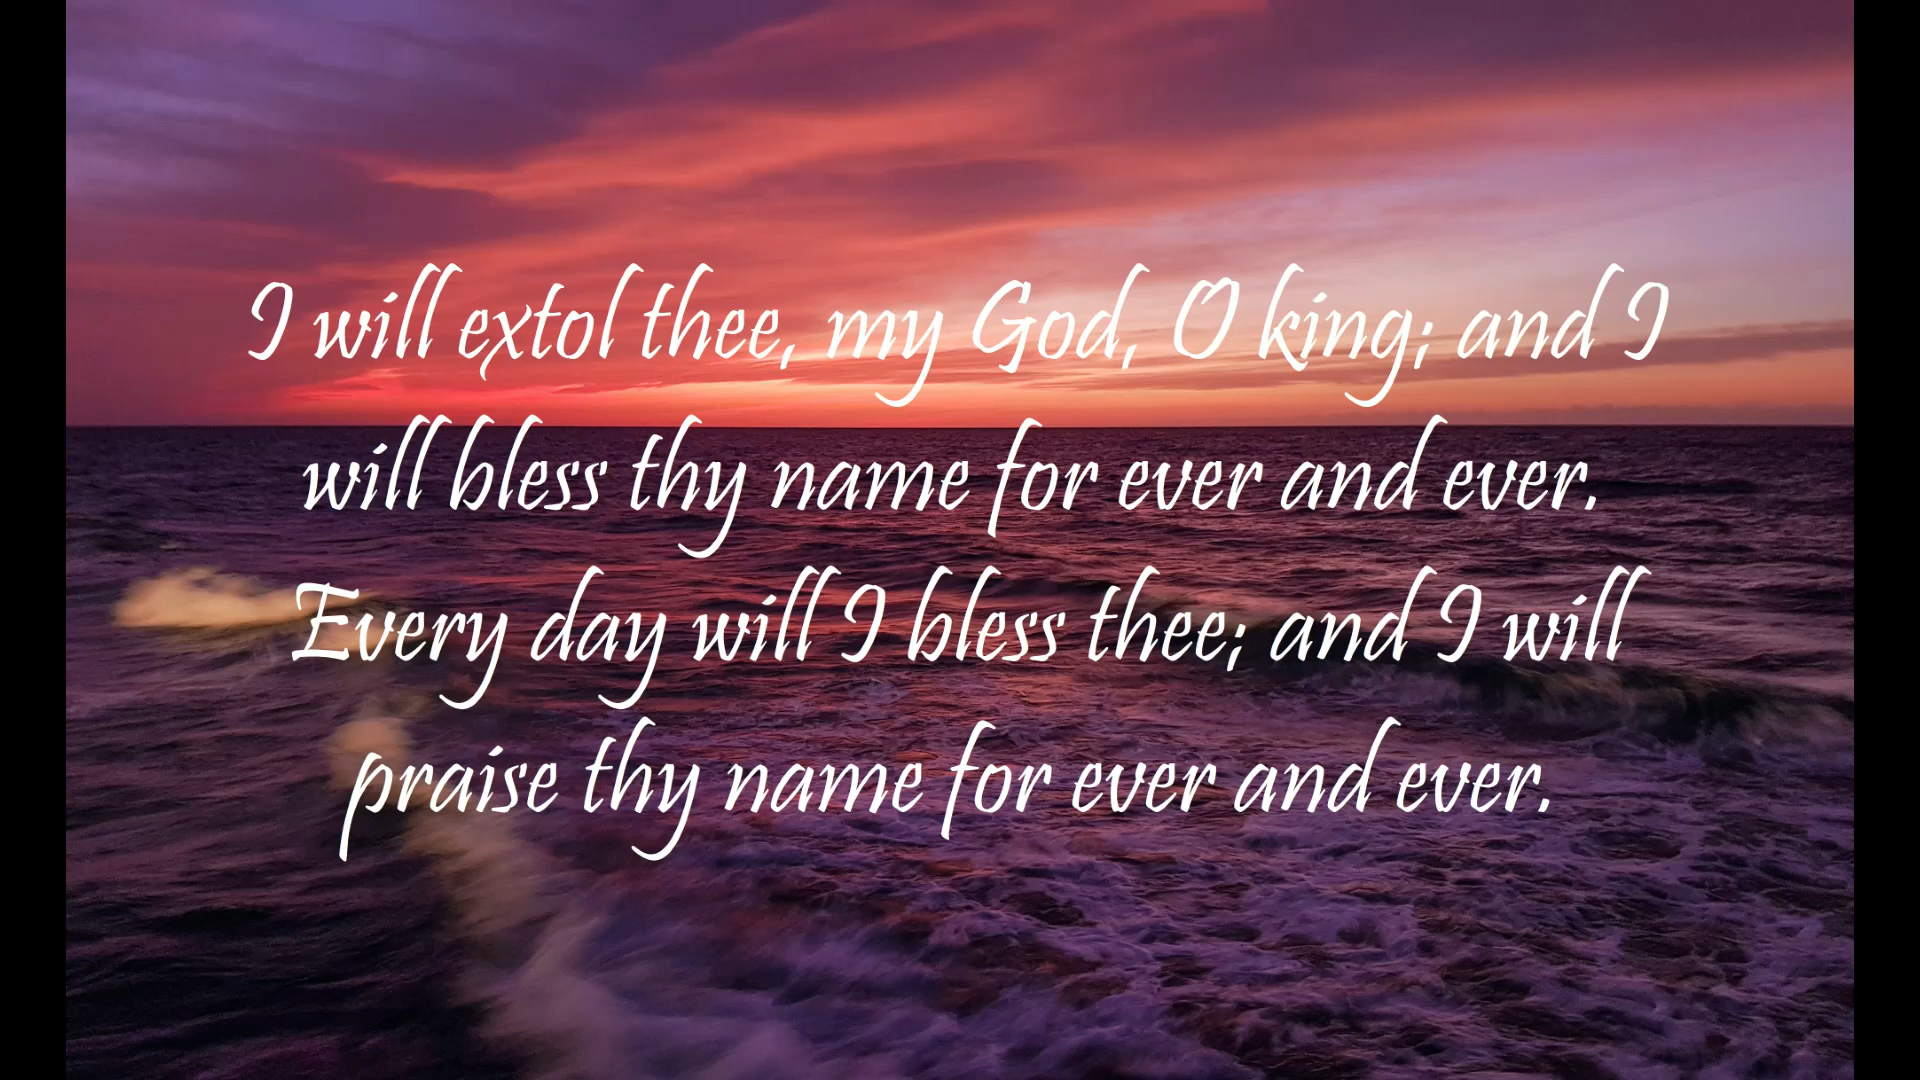 I will extol thee, my God, O king; and I
will bless thy name for ever and ever.
Every day will I bless thee; and I will
praise thy name for ever and ever.